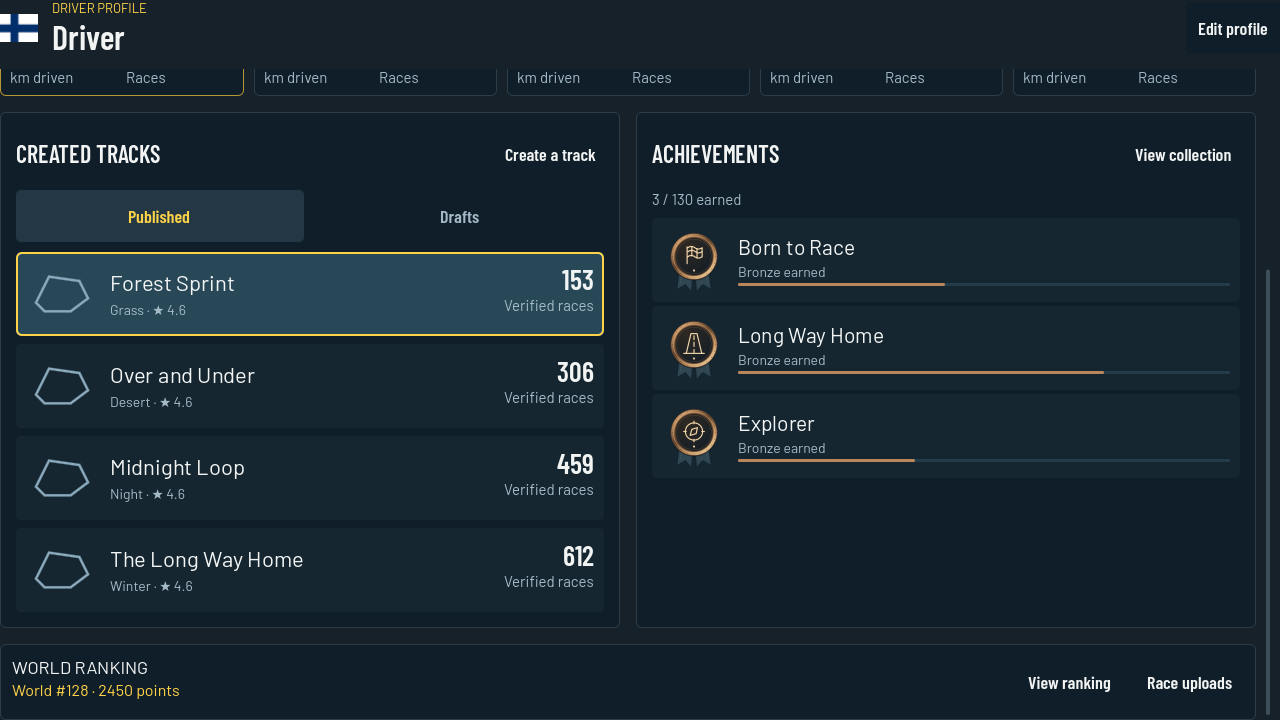 DRIVER PROFILE
Driver
Edit profile
km driven Races
km driven Races
km driven Races
km driven Races
km driven Races
CREATED TRACKS
Create a track
Published
Drafts
Forest Sprint
Grass · ★ 4.6
153
Verified races
Over and Under
Desert · ★ 4.6
306
Verified races
Midnight Loop
Night · ★ 4.6
459
Verified races
The Long Way Home
Winter · ★ 4.6
612
Verified races
ACHIEVEMENTS
View collection
3 / 130 earned
Born to Race
Bronze earned
Long Way Home
Bronze earned
Explorer
Bronze earned
WORLD RANKING
World #128 · 2450 points
View ranking
Race uploads